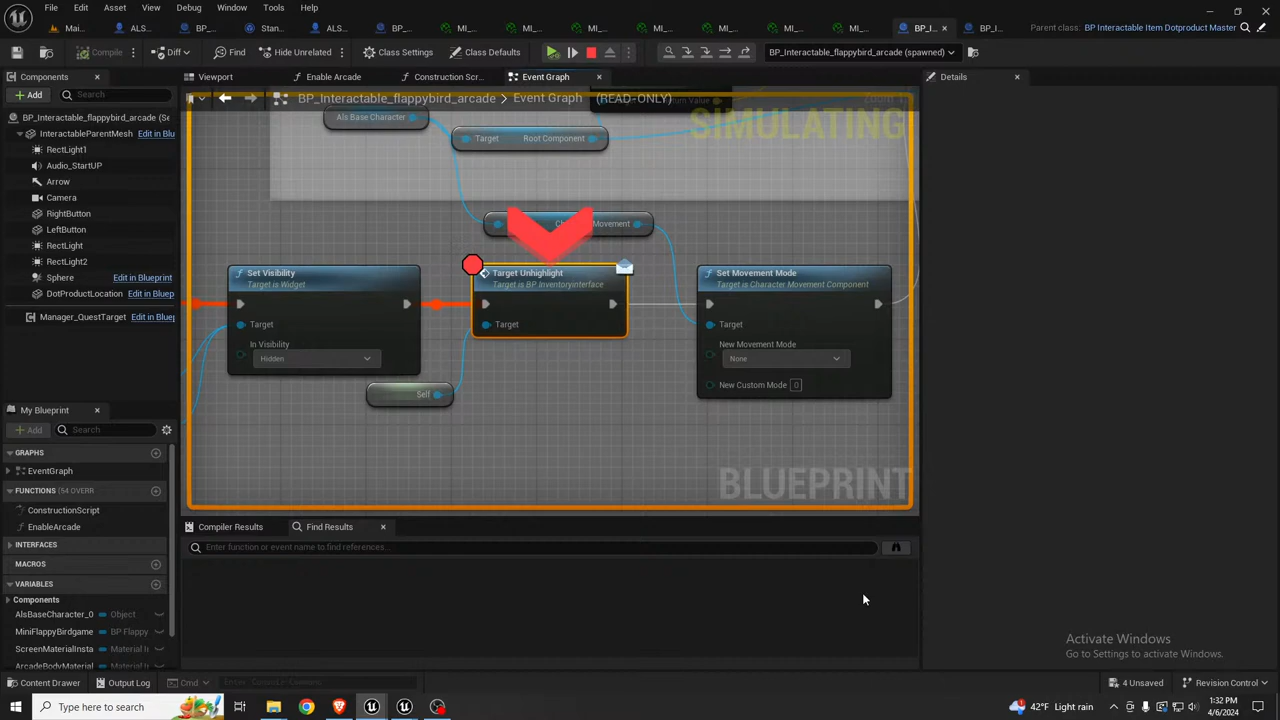 File Edit Asset View Debug Window Tools Help
Mai... ALS... BP_... Stan... ALS... BP_... MI_... MI_... MI_... MI_... MI_... MI_... MI_... BP_I... BP_I... Parent class: BP Interactable Item Dotproduct Master
Compile Diff Find Hide Unrelated Class Settings Class Defaults BP_Interactable_flappybird_arcade (spawned)
Components
Viewport Enable Arcade Construction Scr... Event Graph
Details
+ Add Search
BP_Interactable_flappybird_arcade > Event Graph (READ-ONLY)
BP_Interactable_flappybird_arcade (Se
InteractableParentMesh Edit in Blu
RectLight1
Audio_StartUP
Arrow
Camera
RightButton
LeftButton
RectLight
RectLight2
Sphere Edit in Blueprint
DotProductLocation Edit in Bluep
Manager_QuestTarget Edit in Bluep
Return Value
Zoom
SIMULATING
Als Base Character
Target Root Component
Movement
Set Visibility
Target is Widget
Target
In Visibility
Hidden
Target Unhighlight
Target is BP Inventoryinterface
Target
Self
Set Movement Mode
Target is Character Movement Component
Target
New Movement Mode
None
New Custom Mode 0
BLUEPRINT
My Blueprint
+ Add Search
GRAPHS
EventGraph
FUNCTIONS (54 OVERR
ConstructionScript
EnableArcade
INTERFACES
MACROS
VARIABLES
Components
AlsBaseCharacter_0 Object
MiniFlappyBirdgame BP Flappy
ScreenMaterialInsta Material In
ArcadeBodyMaterial Material In
Compiler Results Find Results
Enter function or event name to find references...
Activate Windows
Go to Settings to activate Windows.
Content Drawer Output Log Cmd Enter Console Command 4 Unsaved Revision Control
Type here to search
42°F Light rain
1:32 PM
4/6/2024